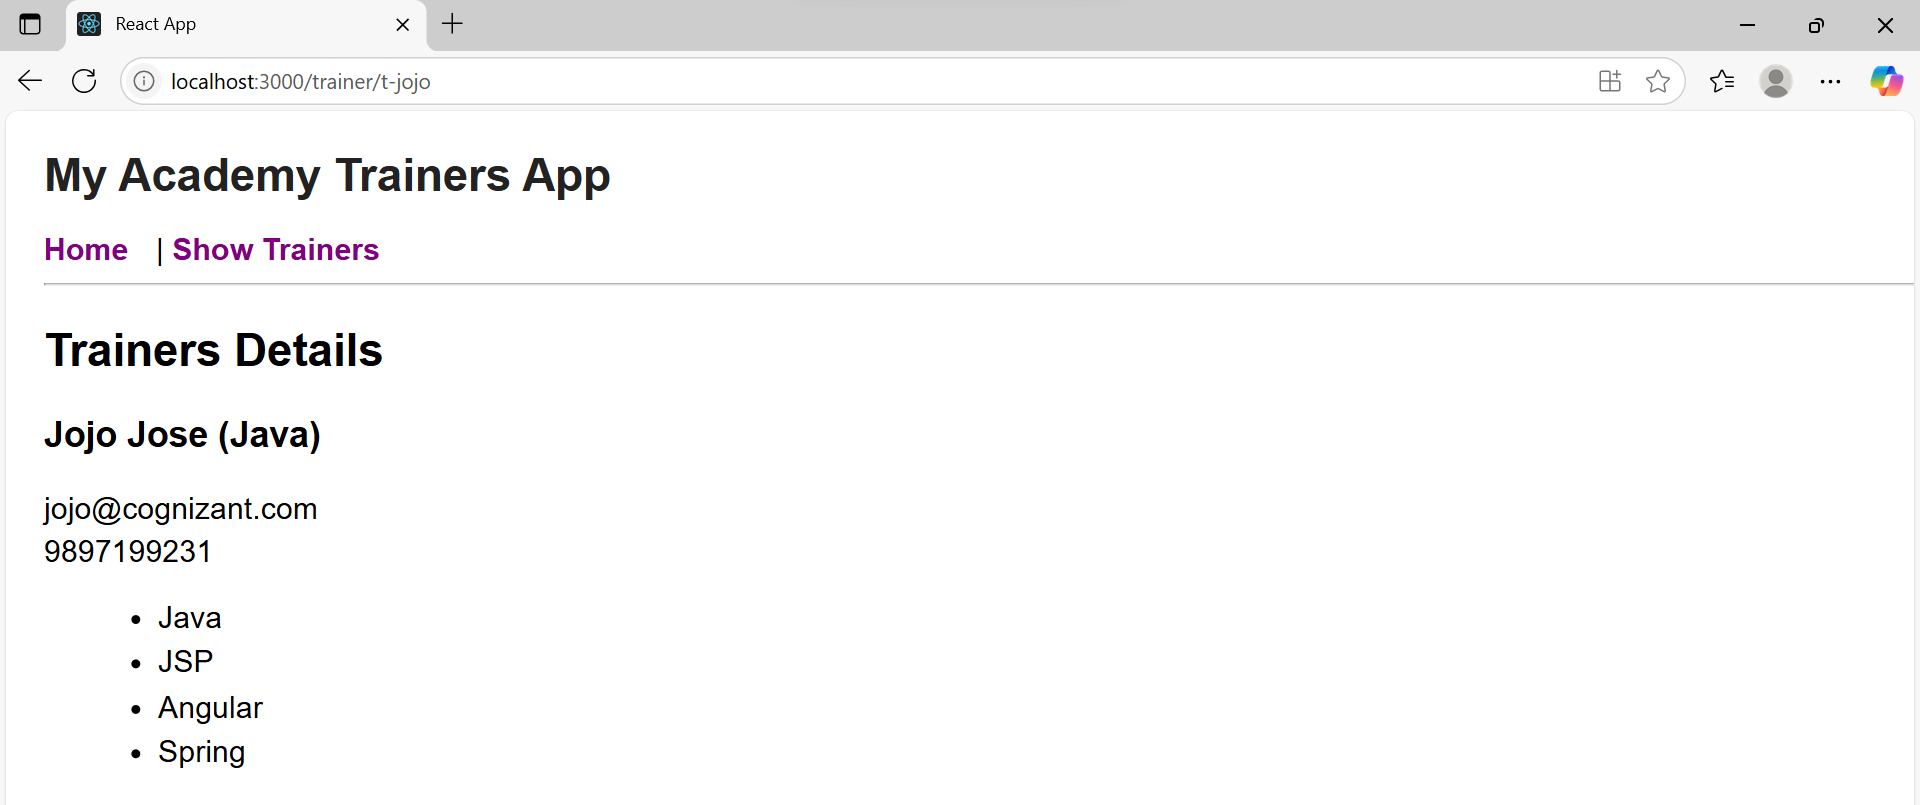 React App
localhost:3000/trainer/t-jojo
My Academy Trainers App
Home | Show Trainers
Trainers Details
Jojo Jose (Java)
jojo@cognizant.com
9897199231
• Java
• JSP
• Angular
• Spring